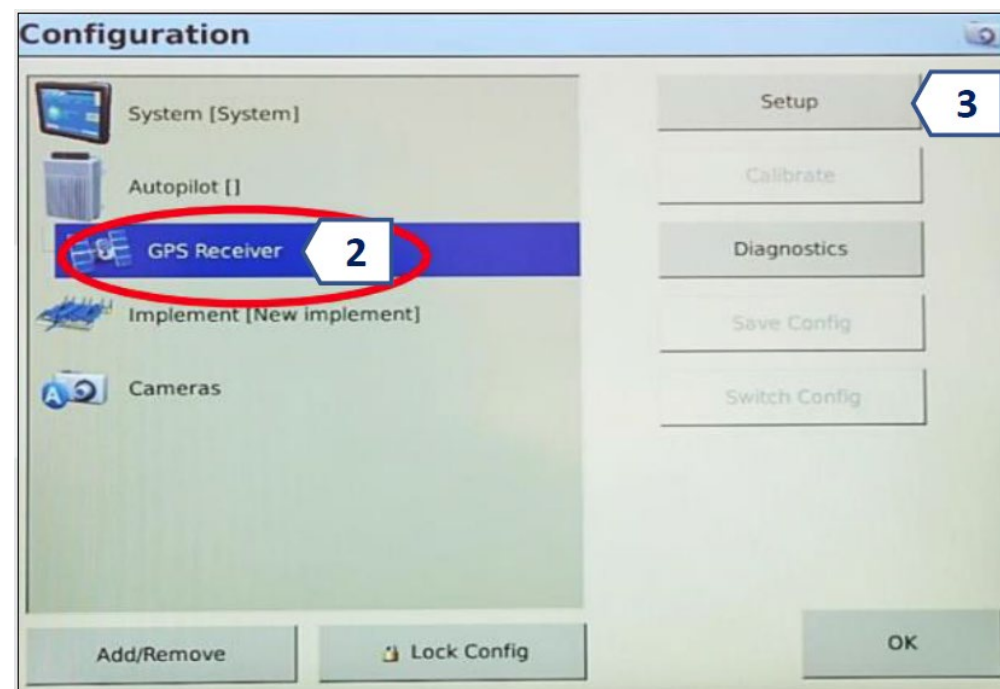 Configuration
System [System]
Autopilot []
GPS Receiver
2
Implement [New implement]
Cameras
Setup
3
Calibrate
Diagnostics
Save Config
Switch Config
Add/Remove
Lock Config
OK